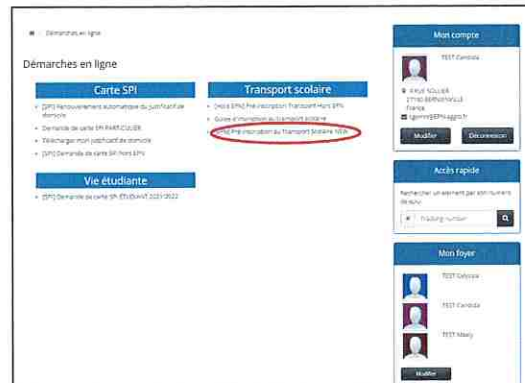 Démarches en ligne
Démarches en ligne
Carte SPI
[SPI] Renouvellement automatique du justificatif de
domicile
Demande de carte SPI PARTICULIER
Télécharger mon justificatif de domicile
[SPI] Demande de carte SPI hors EPN
Vie étudiante
[SPI] Demande de carte SPI ETUDIANT 2021/2022
Transport scolaire
[Hors EPN] Pré-inscription Transport Hors EPN
Guide d'inscription au transport scolaire
Pré-inscription au Transport Scolaire
Mon compte
TEST Candida
France
Modifier
Déconnexion
Accès rapide
Rechercher un élément par son numéro
de suivi
# Tracking number
Mon foyer
TEST
TEST Candida
TEST
Modifier